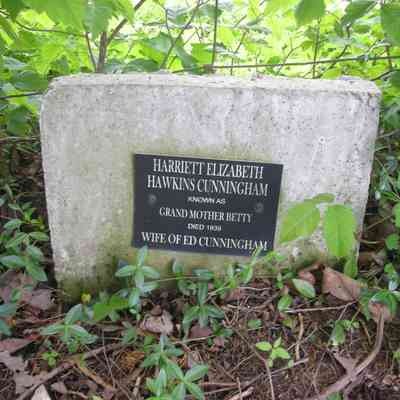 HARRIETT ELIZABETH
HAWKINS CUNNINGHAM
KNOWN AS
GRAND MOTHER BETTY
DIED 1939
WIFE OF ED CUNNINGHAM